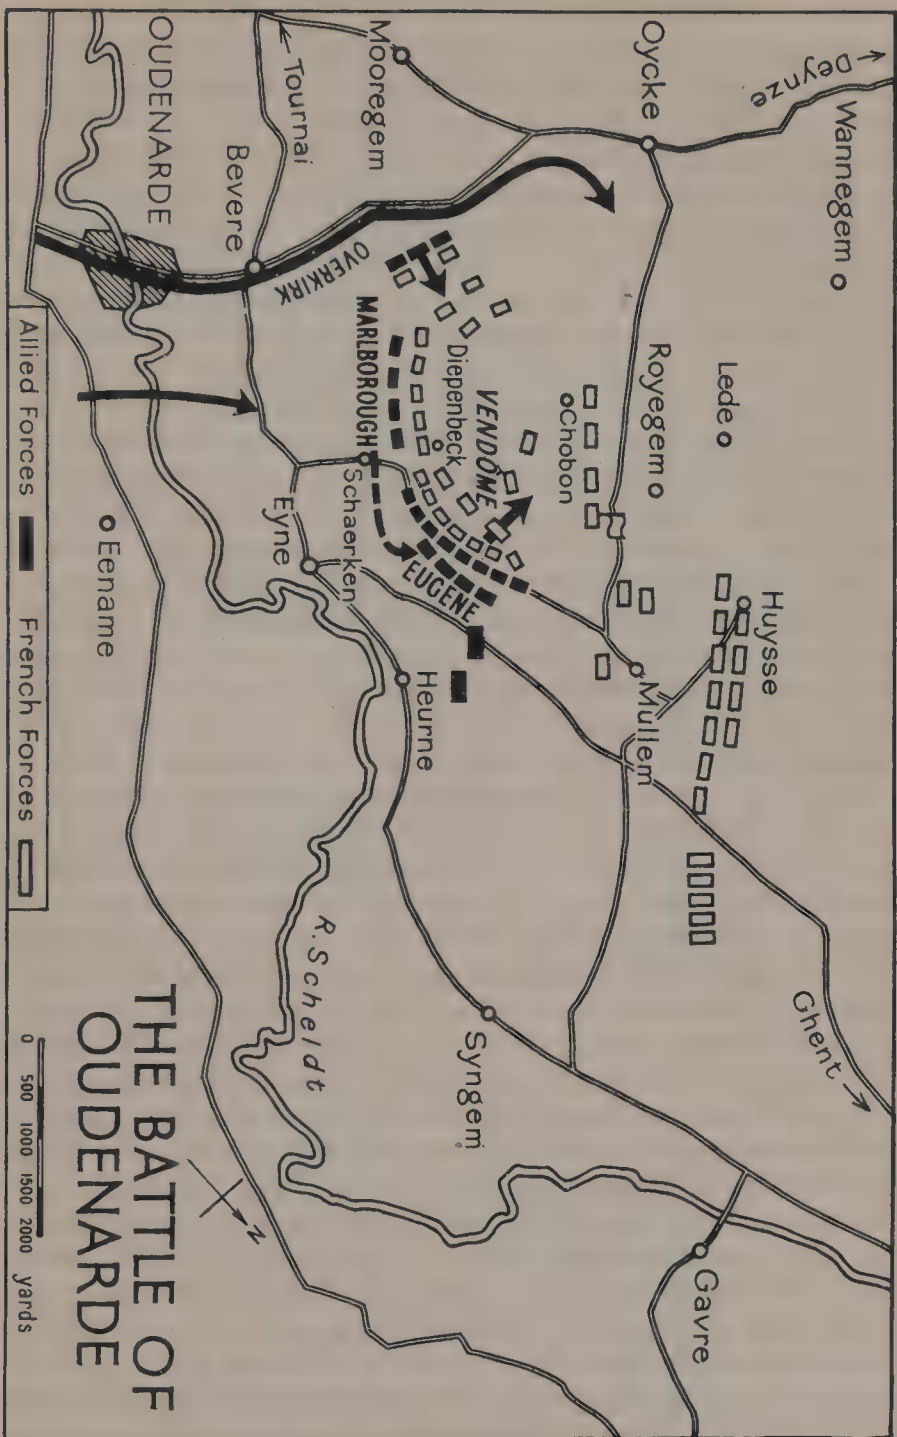 Deynze
Wannegem
Oycke
Mooregem
Tournai
OUDENARDE
Bevere
OVERKIRK
MARLBOROUGH
Diepenbeck
VENDÔME
Chobon
Royegem
Lede
Huysse
Mullem
EUGENE
Schaerken
Eyne
Heurne
Eename
R. Scheldt
Syngem
Ghent
Gavre
N
THE BATTLE OF
OUDENARDE
0 500 1000 1500 2000 yards
Allied Forces French Forces